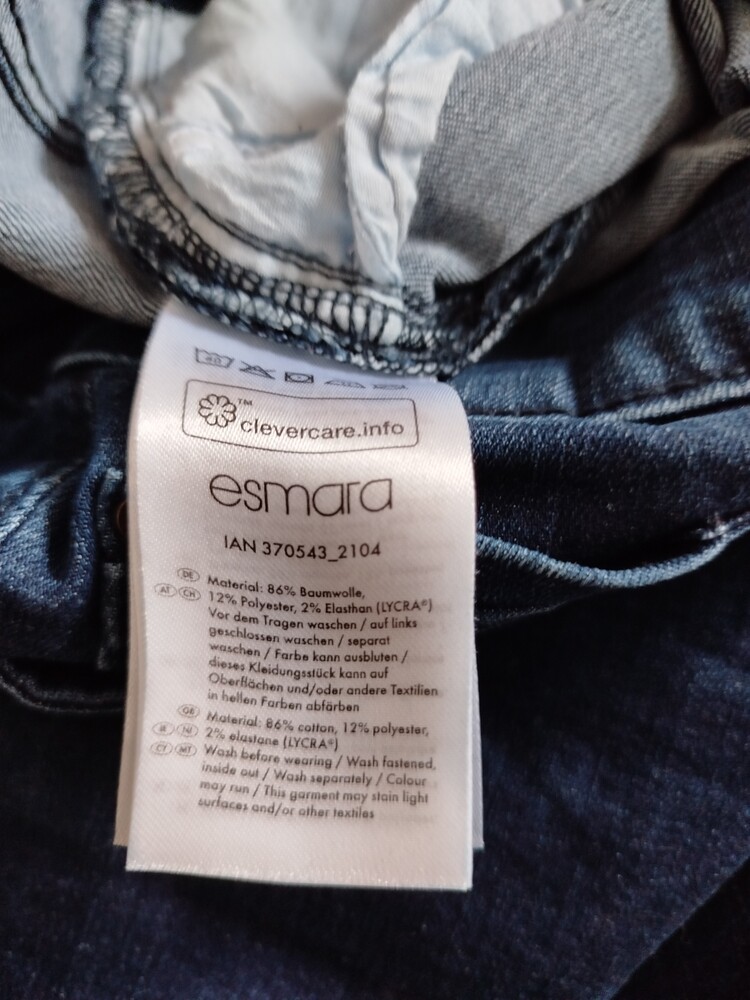 40
clevercare.info™
esmara
IAN 370543_2104
DE Material: 86% Baumwolle,
AT CH 12% Polyester, 2% Elasthan (LYCRA®)
Vor dem Tragen waschen / auf links
geschlossen waschen / separat
waschen / Farbe kann ausbluten /
dieses Kleidungsstück kann auf
Oberflächen und/oder andere Textilien
in hellen Farben abfärben
GB Material: 86% cotton, 12% polyester,
IE NI 2% elastane (LYCRA®)
CY MT Wash before wearing / Wash fastened,
inside out / Wash separately / Colour
may run / This garment may stain light
surfaces and/or other textiles